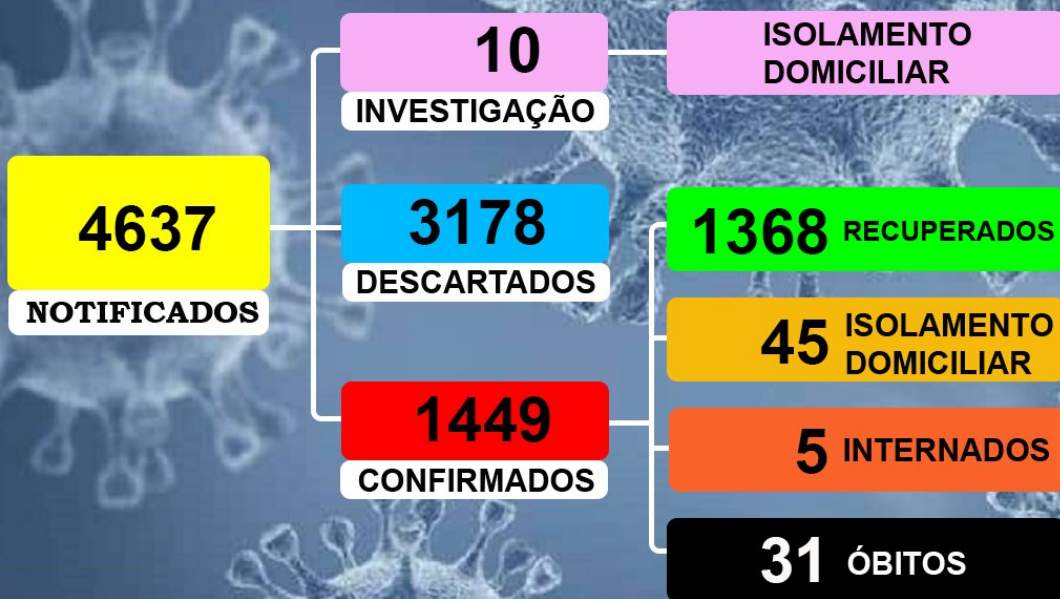 4637
NOTIFICADOS
10
INVESTIGAÇÃO
ISOLAMENTO
DOMICILIAR
3178
DESCARTADOS
1449
CONFIRMADOS
1368 RECUPERADOS
45 ISOLAMENTO
DOMICILIAR
5 INTERNADOS
31 ÓBITOS